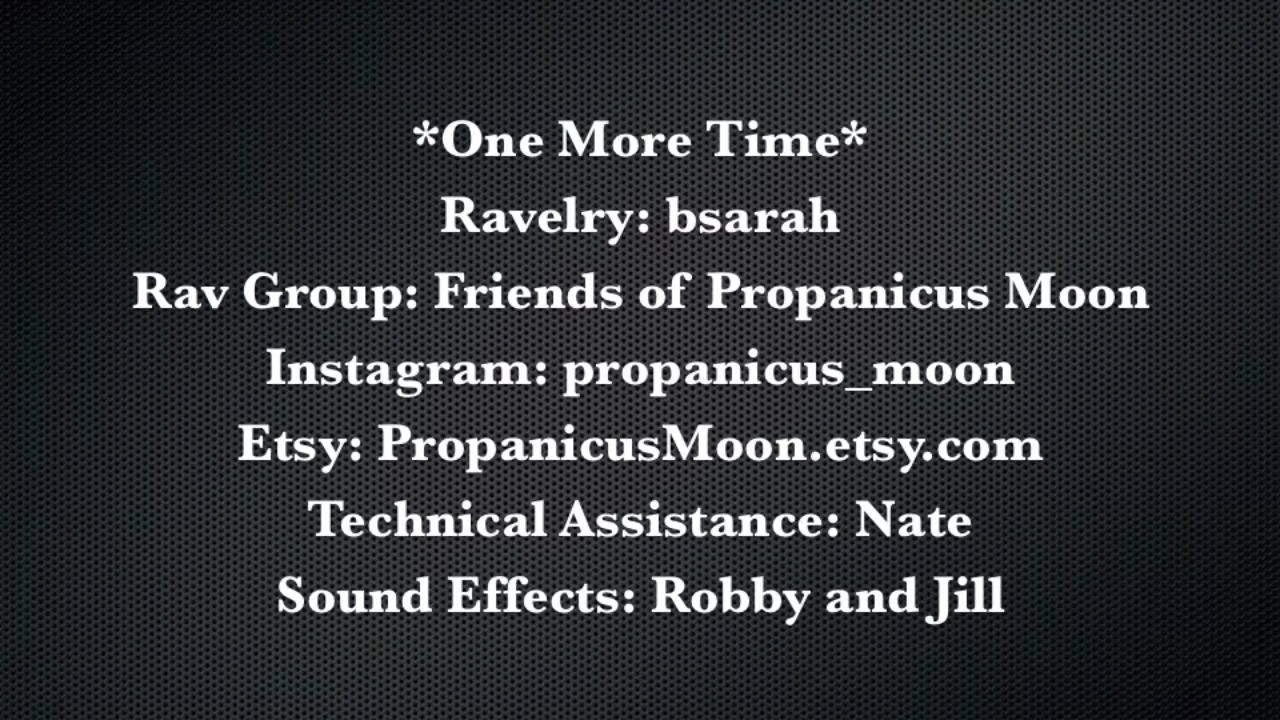 *One More Time*
Ravelry: bsarah
Rav Group: Friends of Propanicus Moon
Instagram: propanicus_moon
Etsy: PropanicusMoon.etsy.com
Technical Assistance: Nate
Sound Effects: Robby and Jill